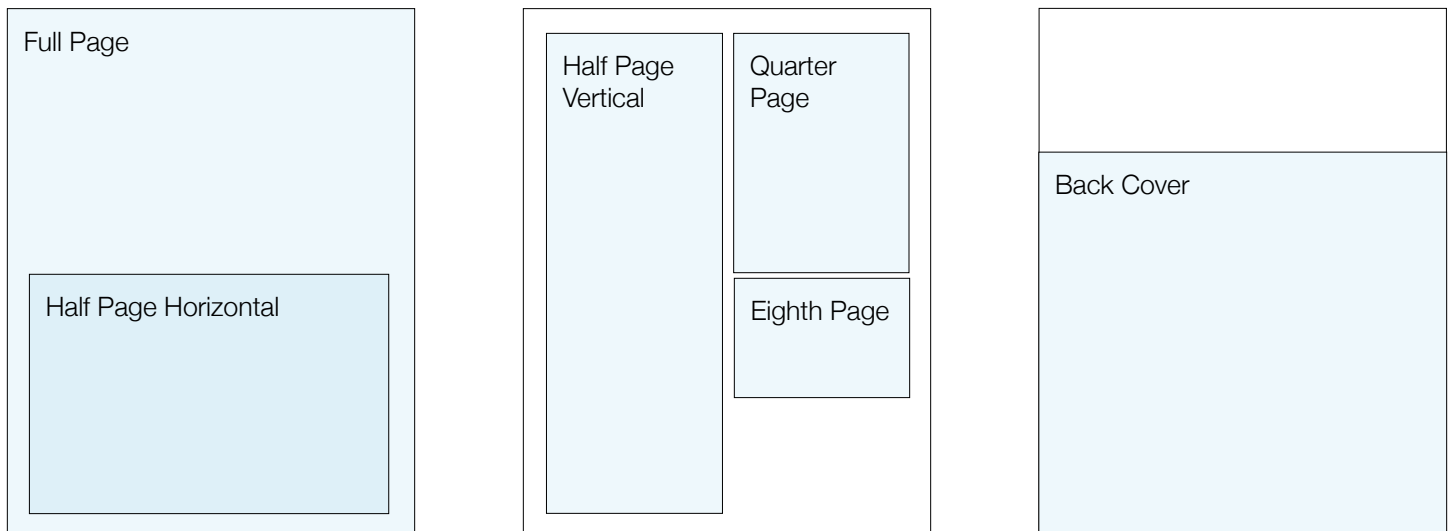 Full Page
Half Page Horizontal
Half Page
Vertical
Quarter
Page
Eighth Page
Back Cover